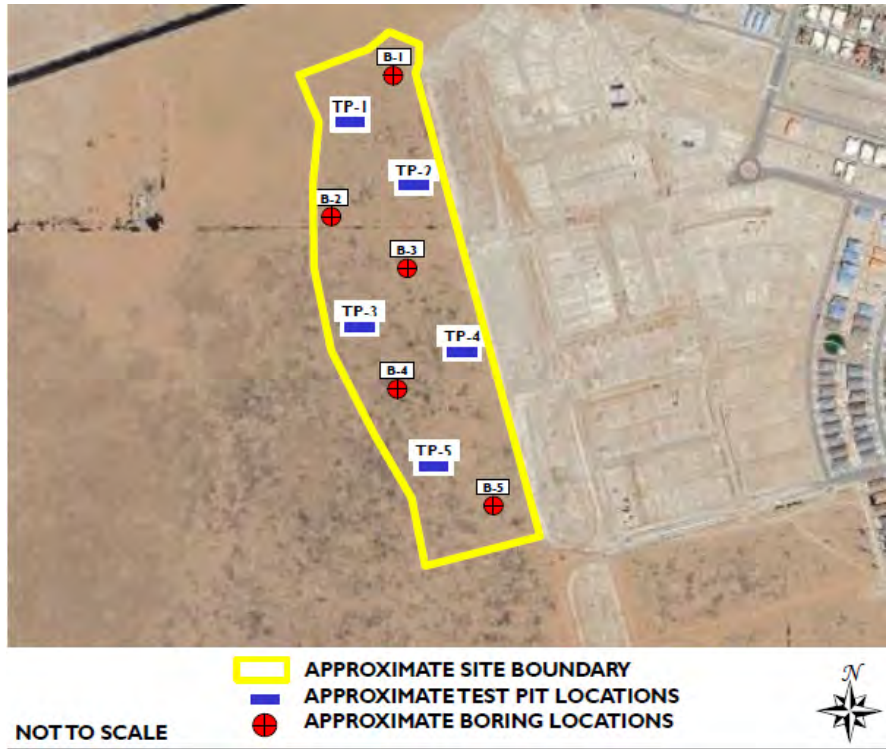 B-1
TP-1
TP-2
B-2
B-3
TP-3
TP-4
B-4
TP-5
B-5
APPROXIMATE SITE BOUNDARY
APPROXIMATE TEST PIT LOCATIONS
APPROXIMATE BORING LOCATIONS
NOT TO SCALE
N